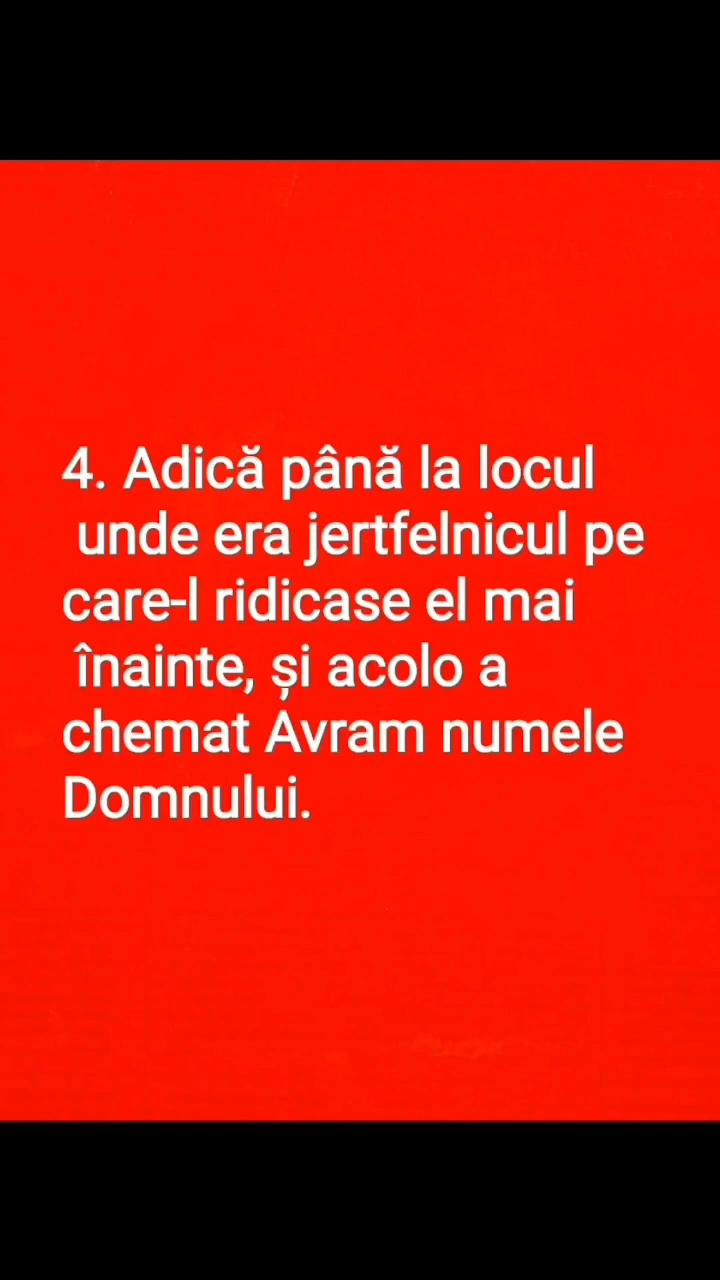 4. Adică până la locul
unde era jertfelnicul pe
care-l ridicase el mai
înainte, și acolo a
chemat Avram numele
Domnului.